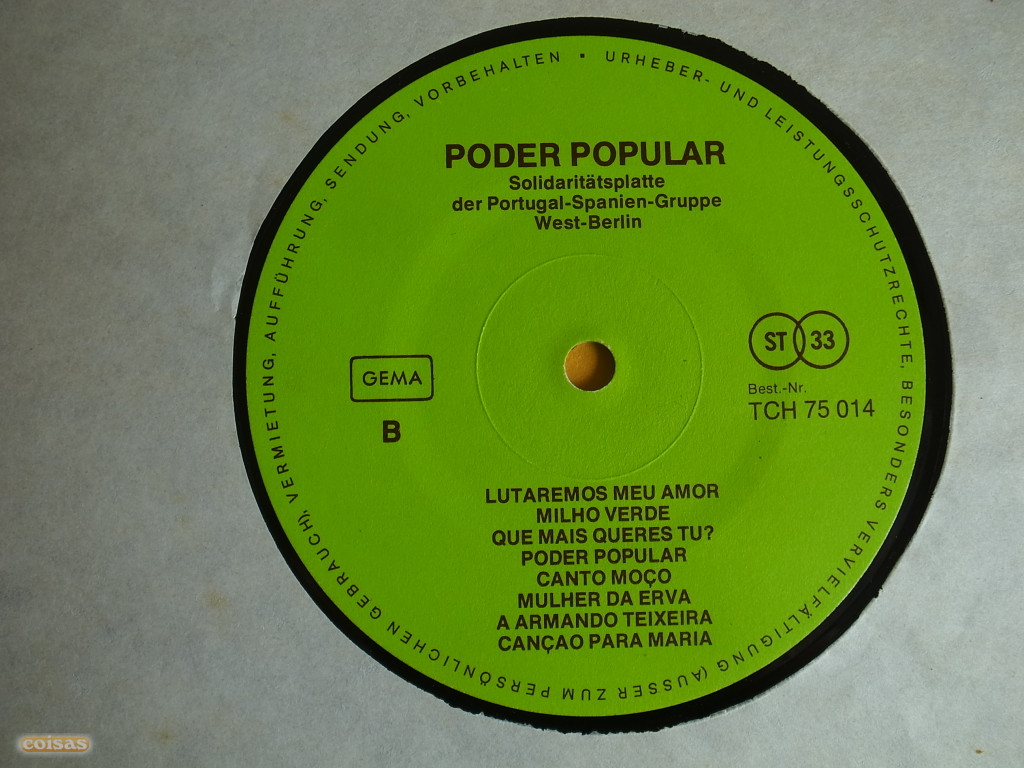 URHEBER- UND LEISTUNGSSCHUTZRECHTE, BESONDERS VERVIELFÄLTIGUNG (AUSSER ZUM PERSÖNLICHEN GEBRAUCH), VERMIETUNG, AUFFÜHRUNG, SENDUNG, VORBEHALTEN ·
PODER POPULAR
Solidaritätsplatte
der Portugal-Spanien-Gruppe
West-Berlin
ST 33
GEMA
Best.-Nr.
TCH 75 014
B
LUTAREMOS MEU AMOR
MILHO VERDE
QUE MAIS QUERES TU?
PODER POPULAR
CANTO MOÇO
MULHER DA ERVA
A ARMANDO TEIXEIRA
CANÇAO PARA MARIA
coisas